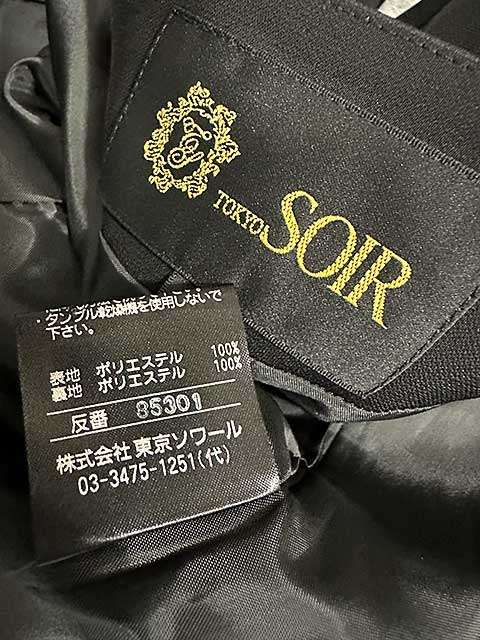 TOKYO SOIR
タンブル乾燥機を使用しないで
下さい。
表地 ポリエステル 100%
裏地 ポリエステル 100%
反番 85301
株式会社 東京ソワール
03-3475-1251(代)